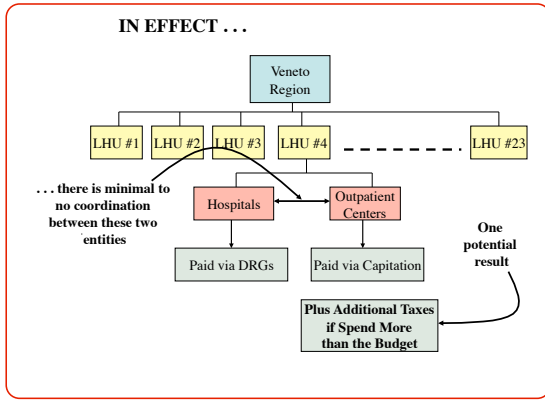 IN EFFECT . . .
Veneto
Region
LHU #1
LHU #2
LHU #3
LHU #4
LHU #23
. . . there is minimal to
no coordination
between these two
entities
Hospitals
Outpatient
Centers
One
potential
result
Paid via DRGs
Paid via Capitation
Plus Additional Taxes
if Spend More
than the Budget